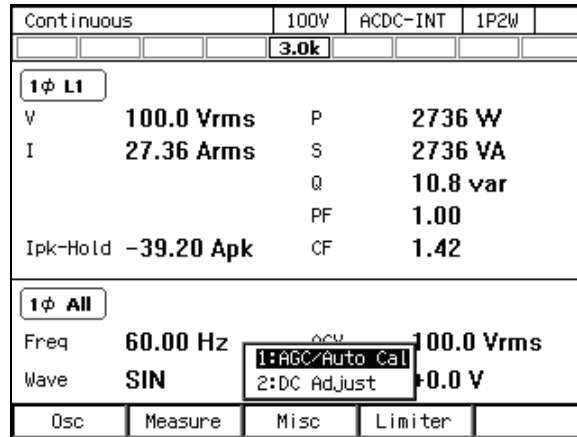 Continuous 100V ACDC-INT 1P2W
3.0k
1ϕ L1
V 100.0 Vrms P 2736 W
I 27.36 Arms S 2736 VA
Q 10.8 var
PF 1.00
Ipk-Hold −39.20 Apk CF 1.42
1ϕ All
Freq 60.00 Hz 100.0 Vrms
1:AGC/Auto Cal
Wave SIN 2:DC Adjust +0.0 V
Osc Measure Misc Limiter